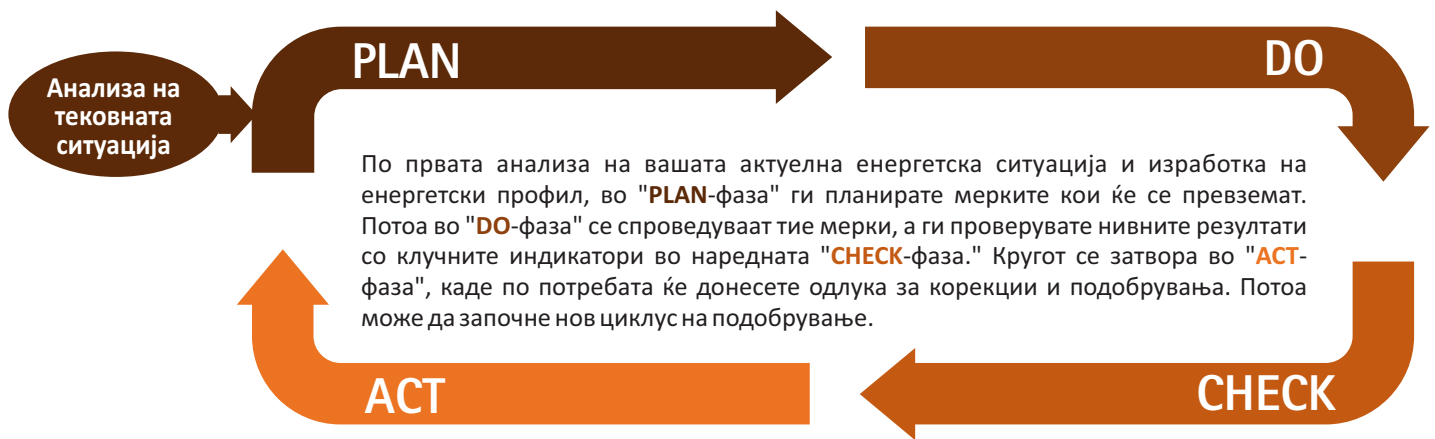 PLAN
DO
Анализа на
тековната
ситуација
По првата анализа на вашата актуелна енергетска ситуација и изработка на
енергетски профил, во "PLAN-фаза" ги планирате мерките кои ќе се превземат.
Потоа во "DO-фаза" се спроведуваат тие мерки, а ги проверувате нивните резултати
со клучните индикатори во наредната "CHECK-фаза." Кругот се затвора во "ACT-
фаза", каде по потребата ќе донесете одлука за корекции и подобрувања. Потоа
може да започне нов циклус на подобрување.
ACT
CHECK